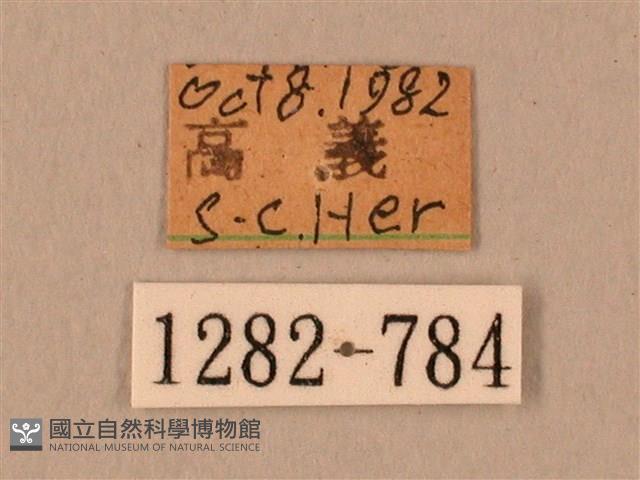 Oct 8.1982
高 義
S.C.Her
1282-784
國立自然科學博物館
NATIONAL MUSEUM OF NATURAL SCIENCE